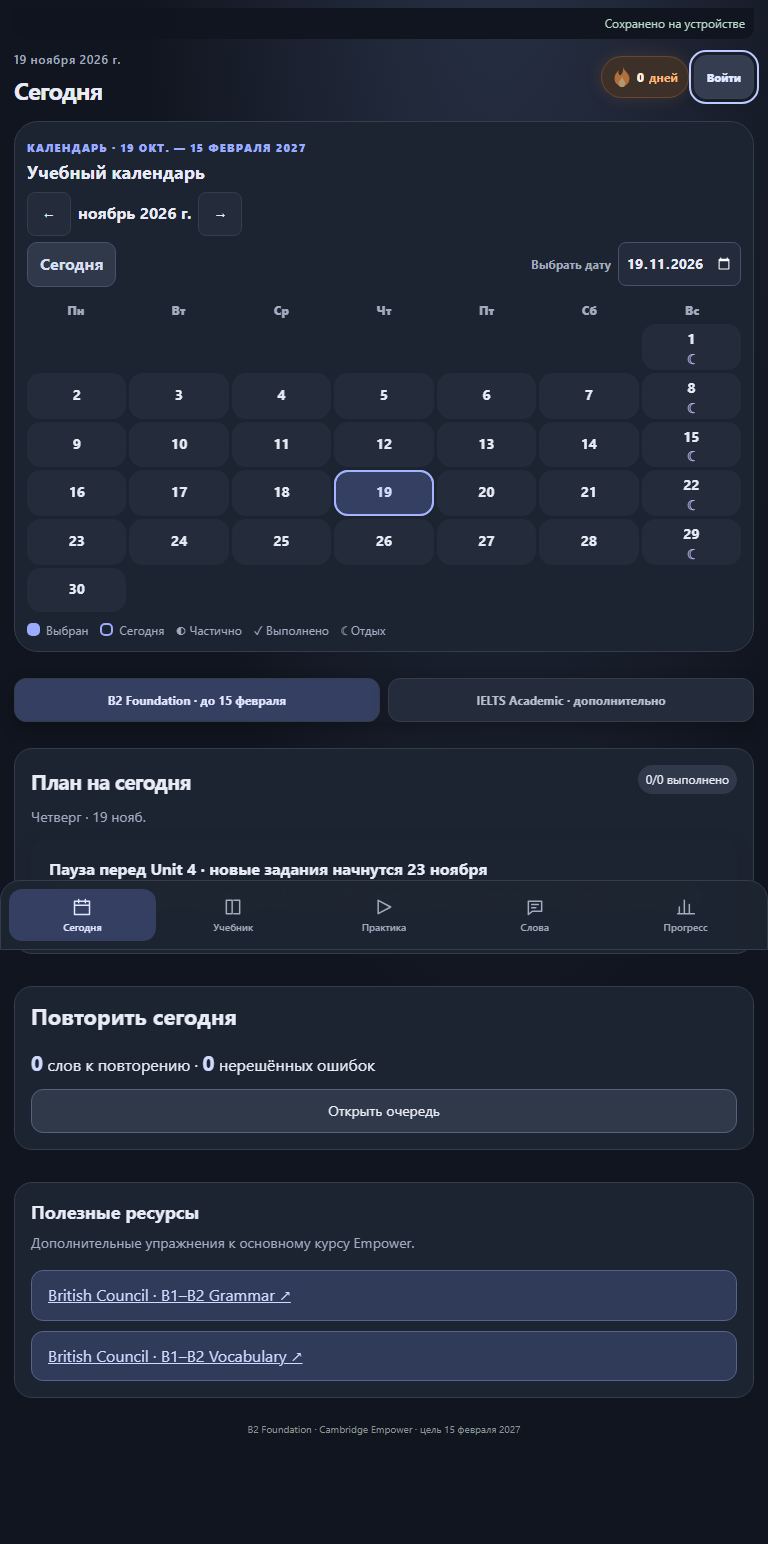 Сохранено на устройстве
19 ноября 2026 г.
Сегодня
0 дней
Войти
КАЛЕНДАРЬ · 19 ОКТ. — 15 ФЕВРАЛЯ 2027
Учебный календарь
← ноябрь 2026 г. →
Сегодня
Выбрать дату 19.11.2026
Пн Вт Ср Чт Пт Сб Вс
1
☾
2 3 4 5 6 7 8
☾
9 10 11 12 13 14 15
☾
16 17 18 19 20 21 22
☾
23 24 25 26 27 28 29
☾
30
Выбран Сегодня ◐ Частично ✓ Выполнено ☾ Отдых
B2 Foundation · до 15 февраля
IELTS Academic · дополнительно
План на сегодня
0/0 выполнено
Четверг · 19 нояб.
Пауза перед Unit 4 · новые задания начнутся 23 ноября
Сегодня Учебник Практика Слова Прогресс
Повторить сегодня
0 слов к повторению · 0 нерешённых ошибок
Открыть очередь
Полезные ресурсы
Дополнительные упражнения к основному курсу Empower.
British Council · B1–B2 Grammar ↗
British Council · B1–B2 Vocabulary ↗
B2 Foundation · Cambridge Empower · цель 15 февраля 2027